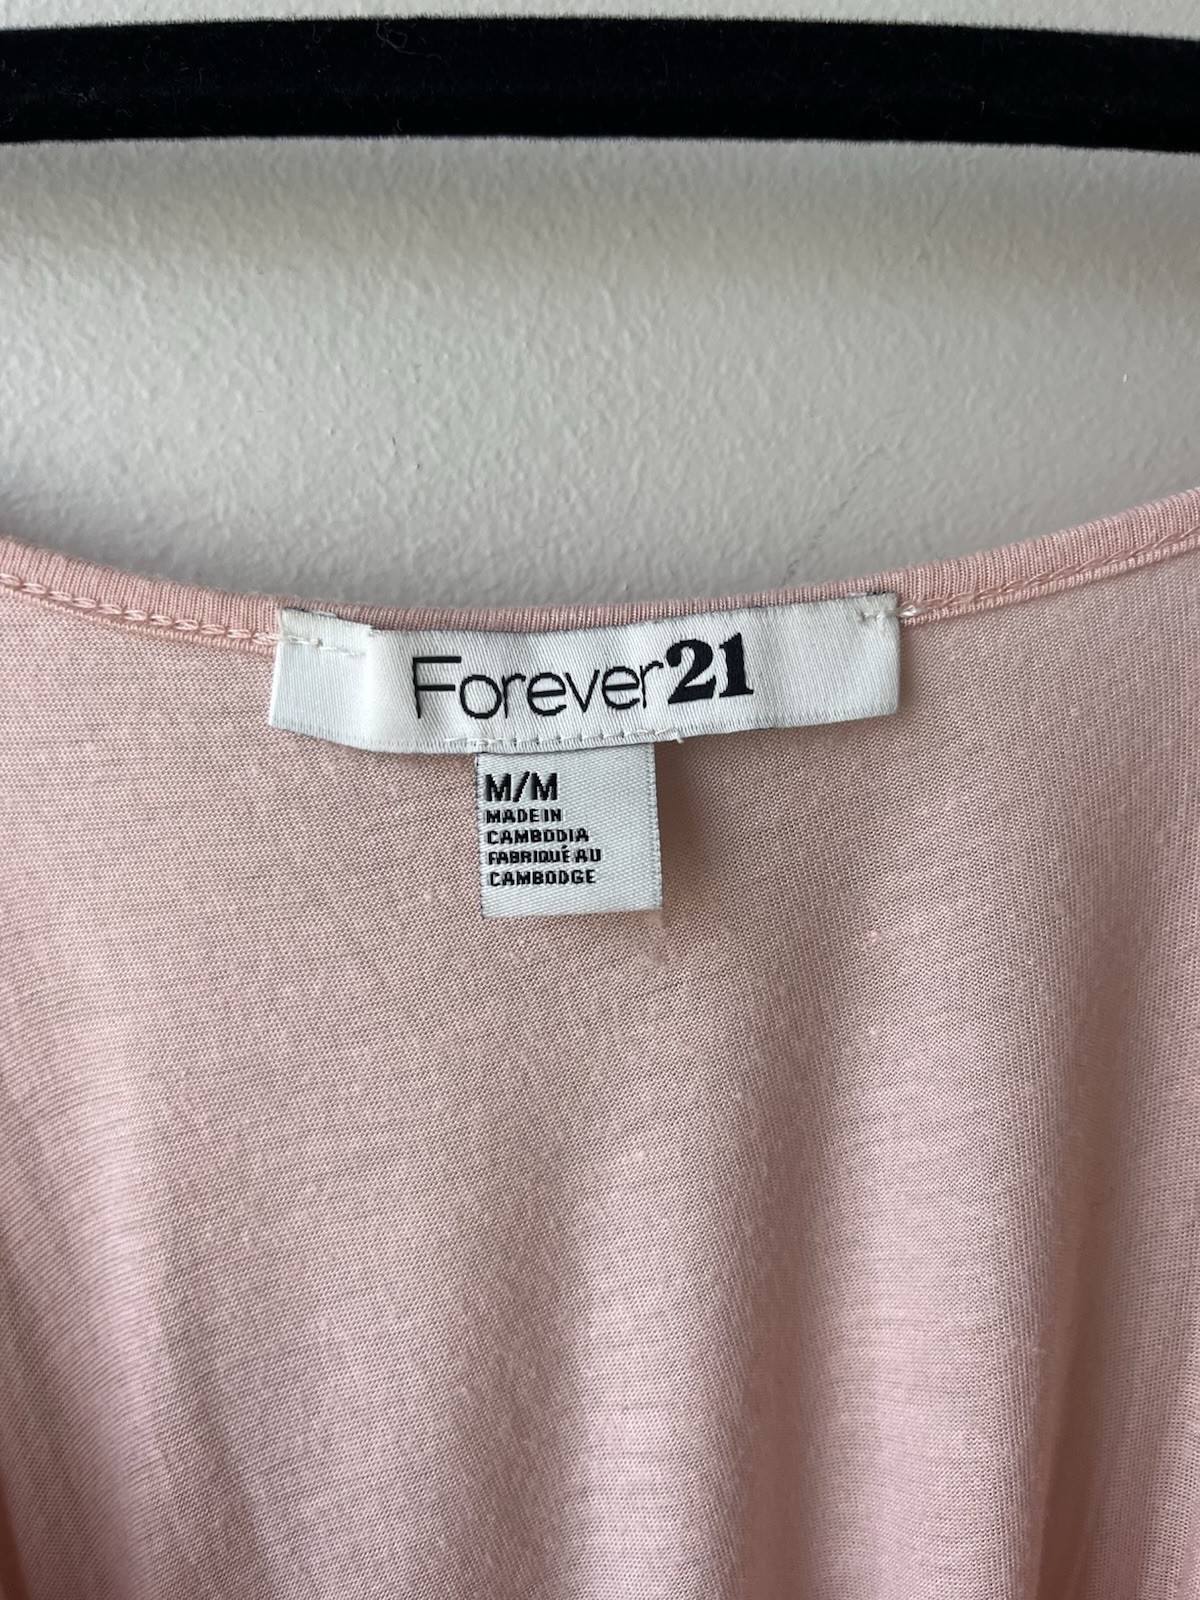 Forever21
M/M
MADE IN
CAMBODIA
FABRIQUÉ AU
CAMBODGE